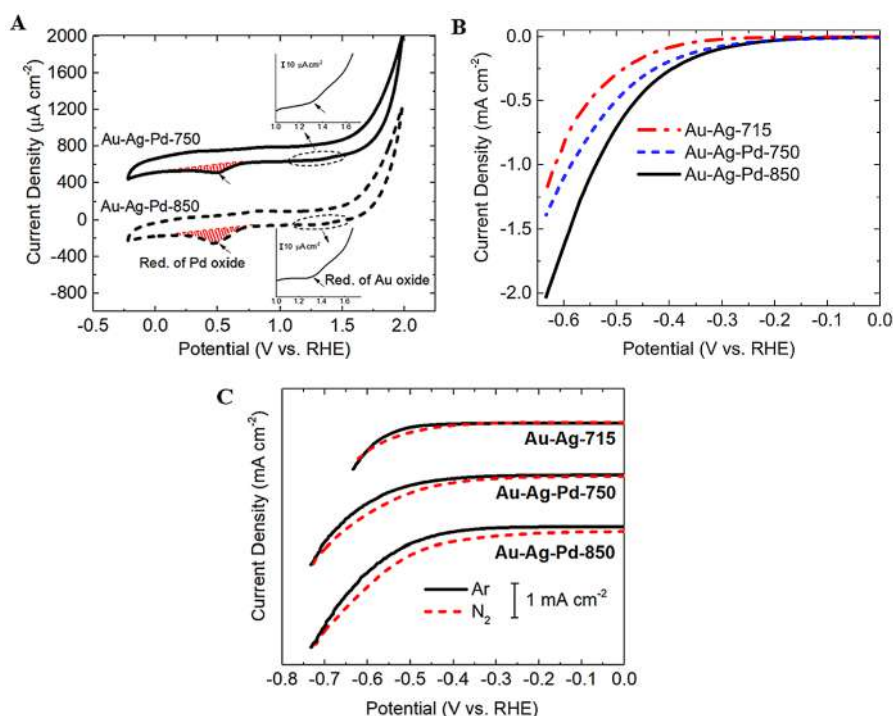 A
Current Density (μA cm-2)
2000
1600
1200
800
400
0
-400
-800
-0.5
0.0
0.5
1.0
1.5
2.0
Potential (V vs. RHE)
10 μAcm-2
1.0
1.2
1.4
1.6
Au-Ag-Pd-750
Au-Ag-Pd-850
Red. of Pd oxide
10 μAcm-2
1.0
1.2
1.4
1.6
Red. of Au oxide
B
Current Density (mA cm-2)
0.0
-0.5
-1.0
-1.5
-2.0
-0.6
-0.5
-0.4
-0.3
-0.2
-0.1
0.0
Potential (V vs. RHE)
Au-Ag-715
Au-Ag-Pd-750
Au-Ag-Pd-850
C
Current Density (mA cm-2)
Au-Ag-715
Au-Ag-Pd-750
Au-Ag-Pd-850
Ar
N2
1 mA cm-2
-0.8
-0.7
-0.6
-0.5
-0.4
-0.3
-0.2
-0.1
0.0
Potential (V vs. RHE)